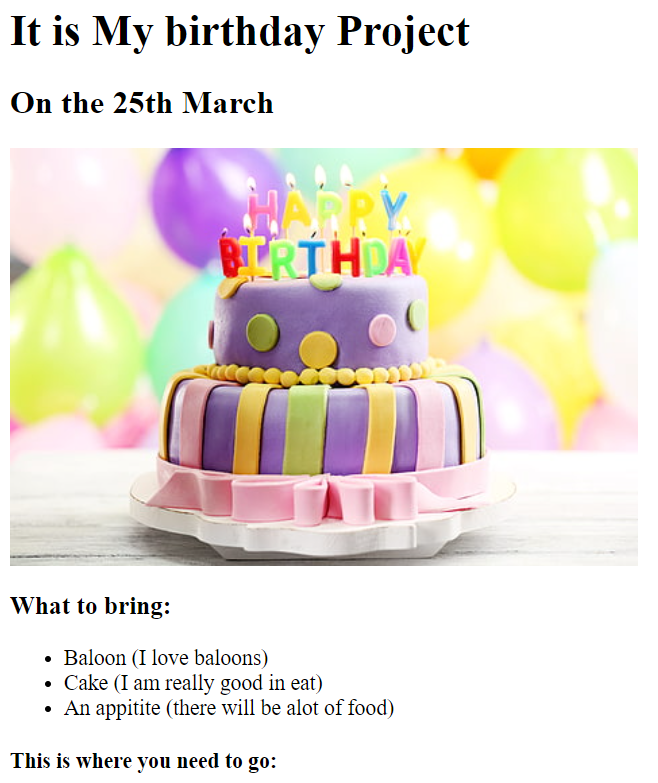 It is My birthday Project
On the 25th March
HAPPY
BIRTHDAY
What to bring:
Baloon (I love baloons)
Cake (I am really good in eat)
An appitite (there will be alot of food)
This is where you need to go: